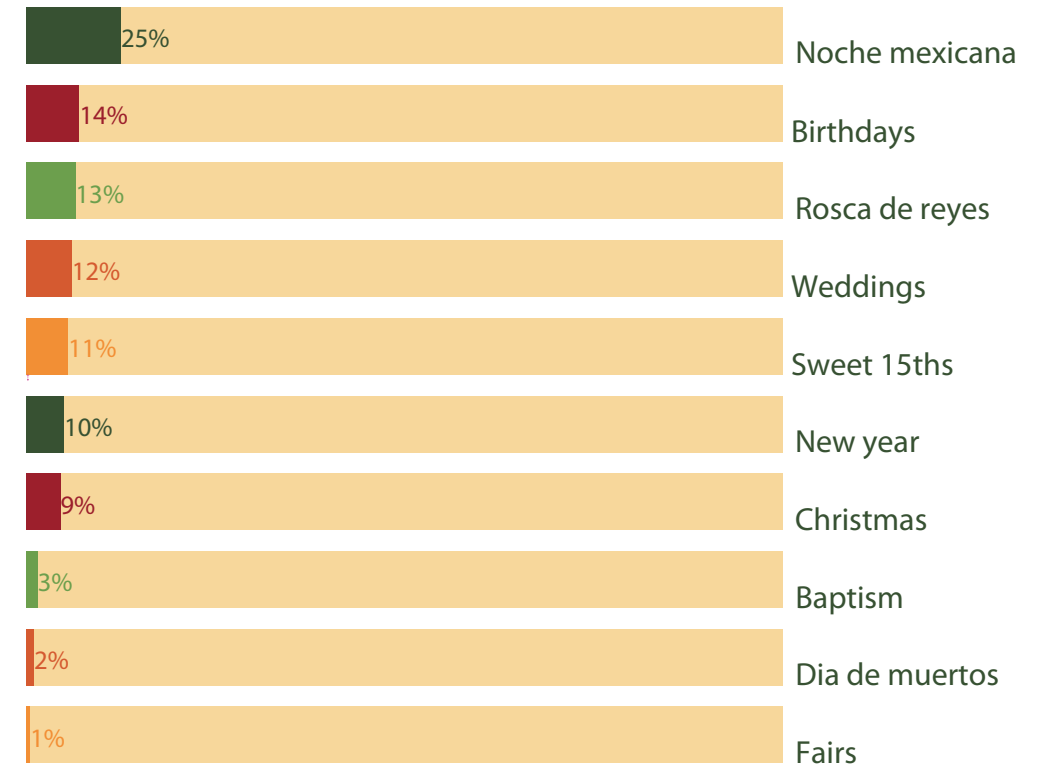 25%
Noche mexicana
14%
Birthdays
13%
Rosca de reyes
12%
Weddings
11%
Sweet 15ths
10%
New year
9%
Christmas
3%
Baptism
2%
Dia de muertos
1%
Fairs